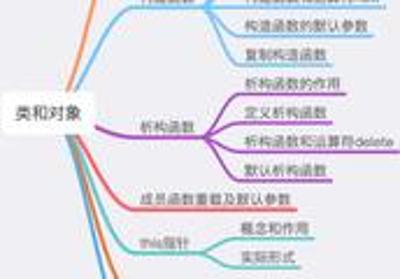 构造函数的默认参数
复制构造函数
析构函数的作用
类和对象
定义析构函数
析构函数
析构函数和运算符delete
默认析构函数
成员函数重载及默认参数
概念和作用
this指针
实际形式